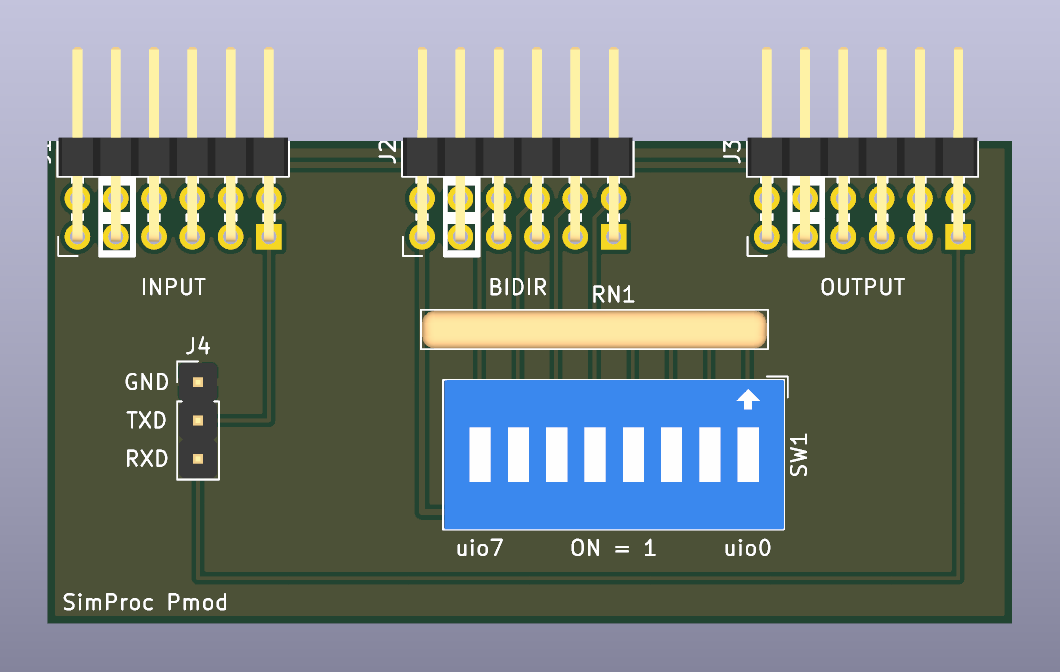 J1
J2
J3
INPUT
BIDIR
RN1
OUTPUT
J4
GND
TXD
RXD
SW1
uio7 ON = 1 uio0
SimProc Pmod